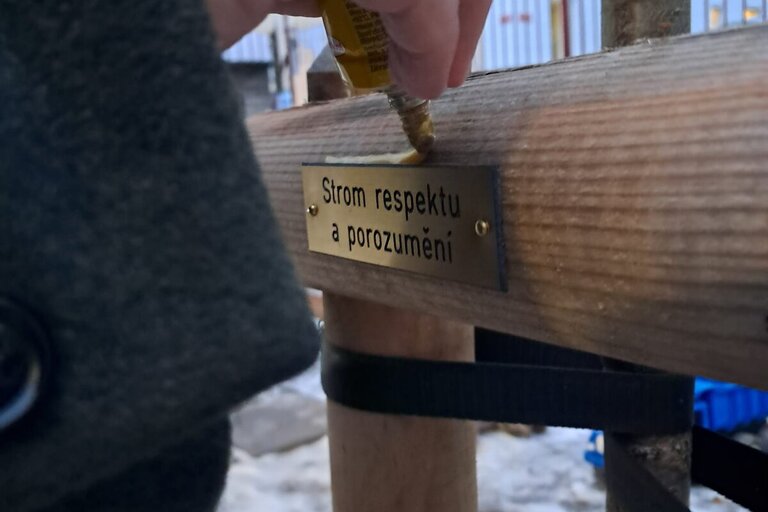 Strom respektu
a porozumění